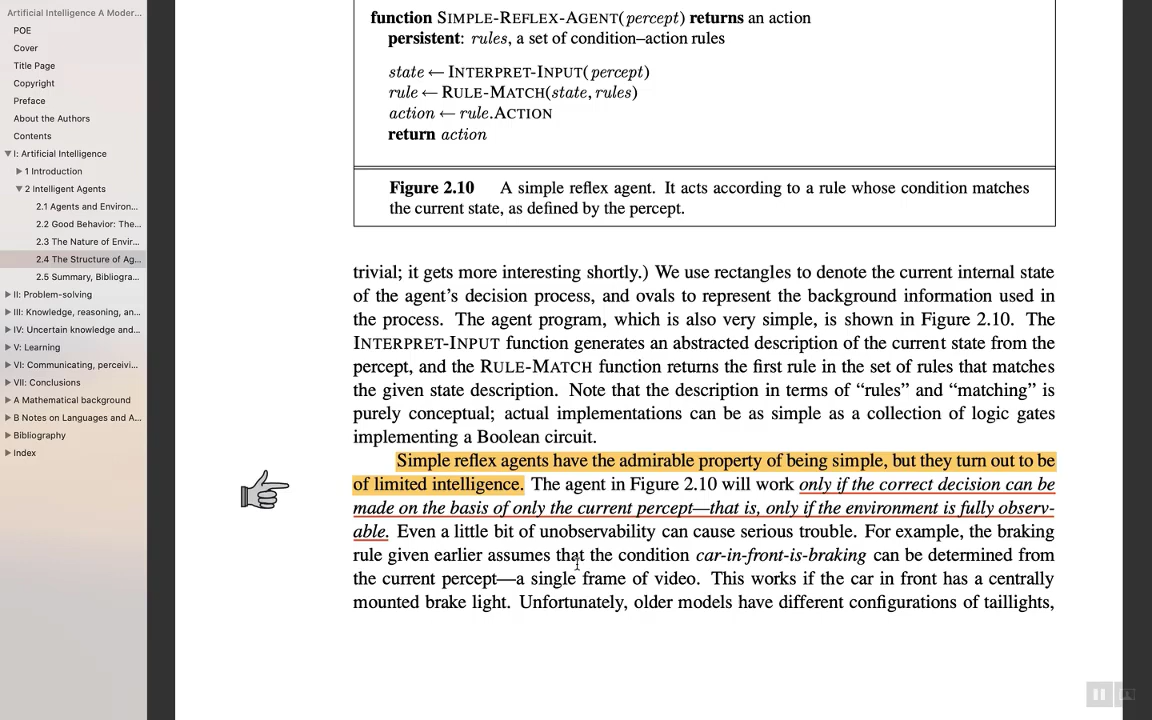 Artificial Intelligence A Moder...
POE
Cover
Title Page
Copyright
Preface
About the Authors
Contents
I: Artificial Intelligence
1 Introduction
2 Intelligent Agents
2.1 Agents and Environ...
2.2 Good Behavior: The...
2.3 The Nature of Envir...
2.4 The Structure of Ag...
2.5 Summary, Bibliogra...
II: Problem-solving
III: Knowledge, reasoning, an...
IV: Uncertain knowledge and...
V: Learning
VI: Communicating, perceivi...
VII: Conclusions
A Mathematical background
B Notes on Languages and A...
Bibliography
Index
function SIMPLE-REFLEX-AGENT(percept) returns an action
persistent: rules, a set of condition–action rules
state ← INTERPRET-INPUT(percept)
rule ← RULE-MATCH(state, rules)
action ← rule.ACTION
return action
Figure 2.10 A simple reflex agent. It acts according to a rule whose condition matches
the current state, as defined by the percept.
trivial; it gets more interesting shortly.) We use rectangles to denote the current internal state
of the agent's decision process, and ovals to represent the background information used in
the process. The agent program, which is also very simple, is shown in Figure 2.10. The
INTERPRET-INPUT function generates an abstracted description of the current state from the
percept, and the RULE-MATCH function returns the first rule in the set of rules that matches
the given state description. Note that the description in terms of “rules” and “matching” is
purely conceptual; actual implementations can be as simple as a collection of logic gates
implementing a Boolean circuit.
Simple reflex agents have the admirable property of being simple, but they turn out to be
of limited intelligence. The agent in Figure 2.10 will work only if the correct decision can be
made on the basis of only the current percept—that is, only if the environment is fully observ-
able. Even a little bit of unobservability can cause serious trouble. For example, the braking
rule given earlier assumes that the condition car-in-front-is-braking can be determined from
the current percept—a single frame of video. This works if the car in front has a centrally
mounted brake light. Unfortunately, older models have different configurations of taillights,